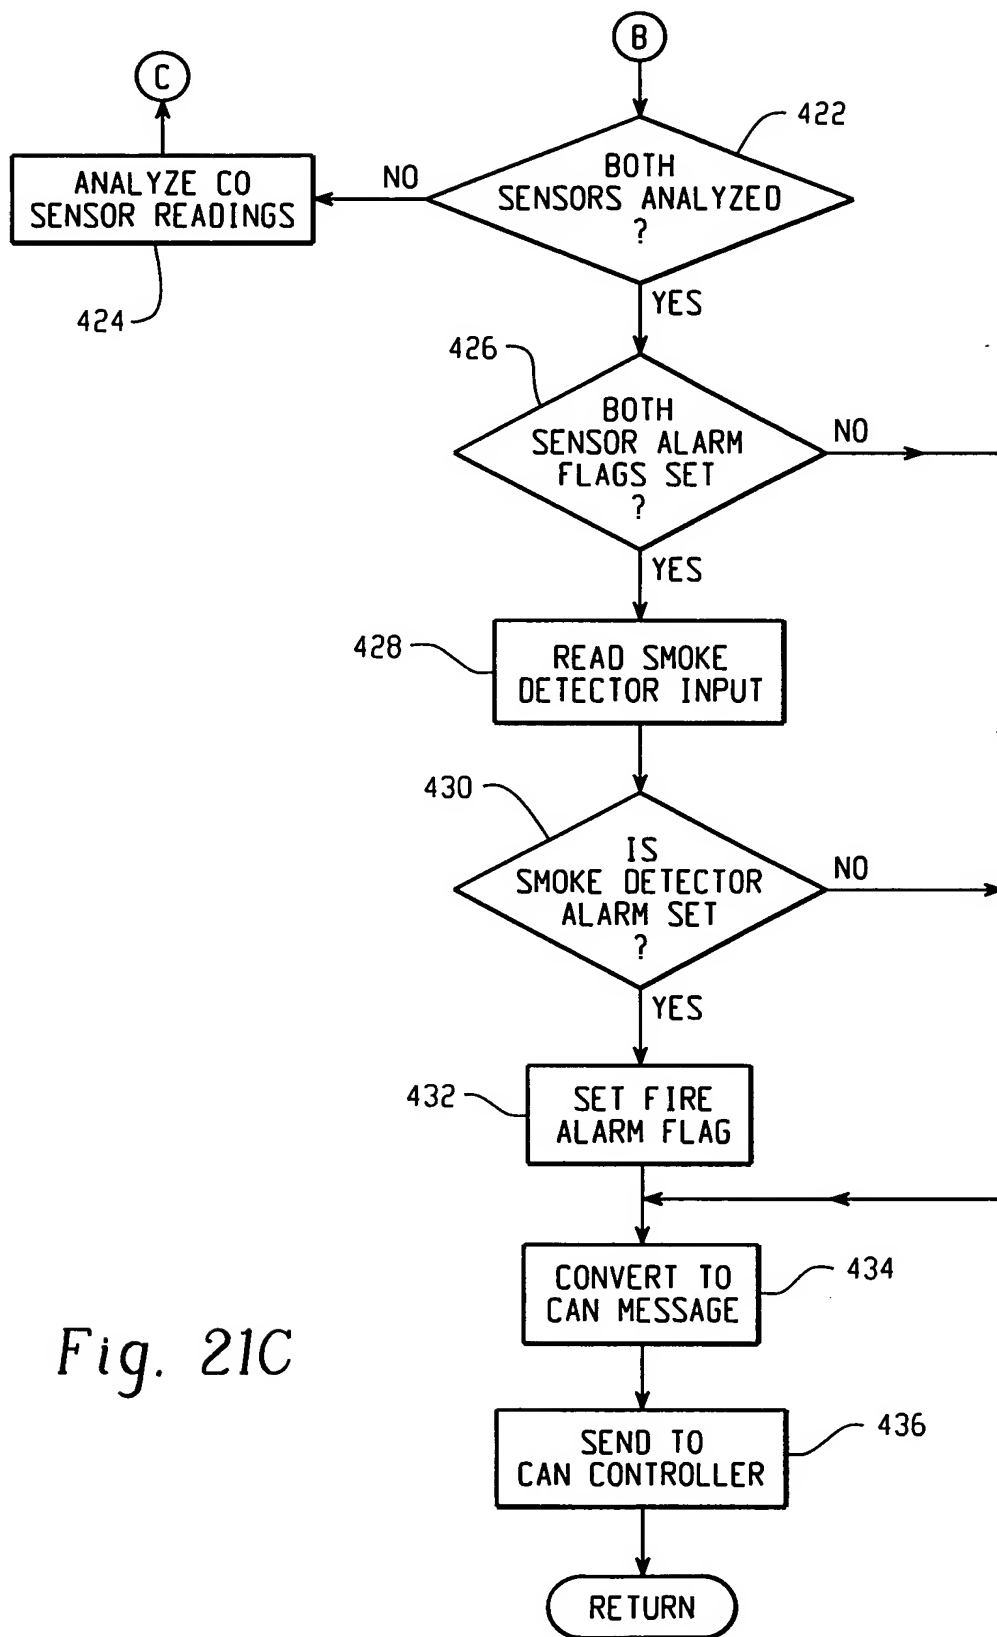 B
C
422
BOTH
SENSORS ANALYZED
?
NO
ANALYZE CO
SENSOR READINGS
424
YES
426
BOTH
SENSOR ALARM
FLAGS SET
?
NO
YES
428
READ SMOKE
DETECTOR INPUT
430
IS
SMOKE DETECTOR
ALARM SET
?
NO
YES
432
SET FIRE
ALARM FLAG
434
CONVERT TO
CAN MESSAGE
Fig. 21C
436
SEND TO
CAN CONTROLLER
RETURN